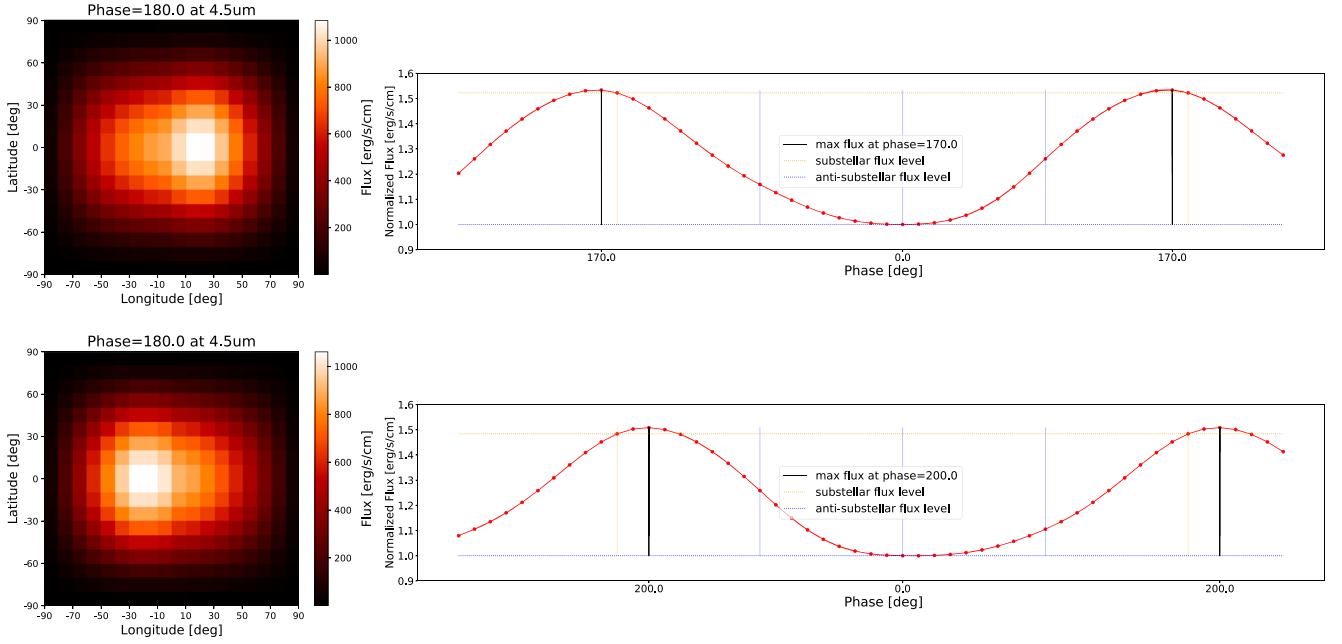 Phase=180.0 at 4.5um
90
60
30
0
-30
-60
-90
Latitude [deg]
-90 -70 -50 -30 -10 10 30 50 70 90
Longitude [deg]
1000
800
600
400
200
Flux [erg/s/cm]
1.6
1.5
1.4
1.3
1.2
1.1
1.0
0.9
Normalized Flux [erg/s/cm]
max flux at phase=170.0
substellar flux level
anti-substellar flux level
170.0 0.0 170.0
Phase [deg]
Phase=180.0 at 4.5um
90
60
30
0
-30
-60
-90
Latitude [deg]
-90 -70 -50 -30 -10 10 30 50 70 90
Longitude [deg]
1000
800
600
400
200
Flux [erg/s/cm]
1.6
1.5
1.4
1.3
1.2
1.1
1.0
0.9
Normalized Flux [erg/s/cm]
max flux at phase=200.0
substellar flux level
anti-substellar flux level
200.0 0.0 200.0
Phase [deg]